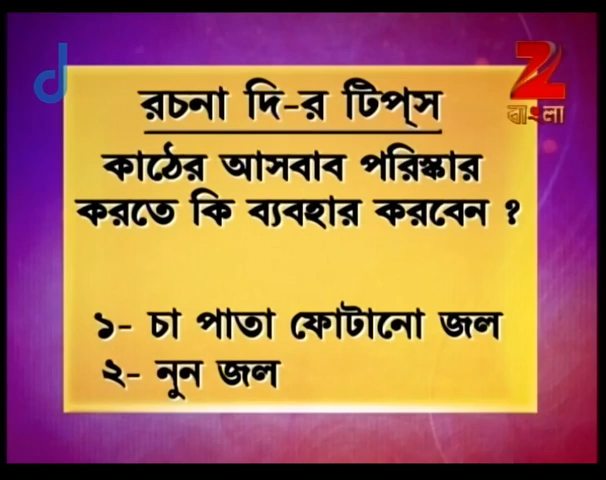 রচনা দি-র টিপ্‌স
কাঠের আসবাব পরিস্কার
করতে কি ব্যবহার করবেন ?
১- চা পাতা ফোটানো জল
২- নুন জল
Z
বাংলা
d